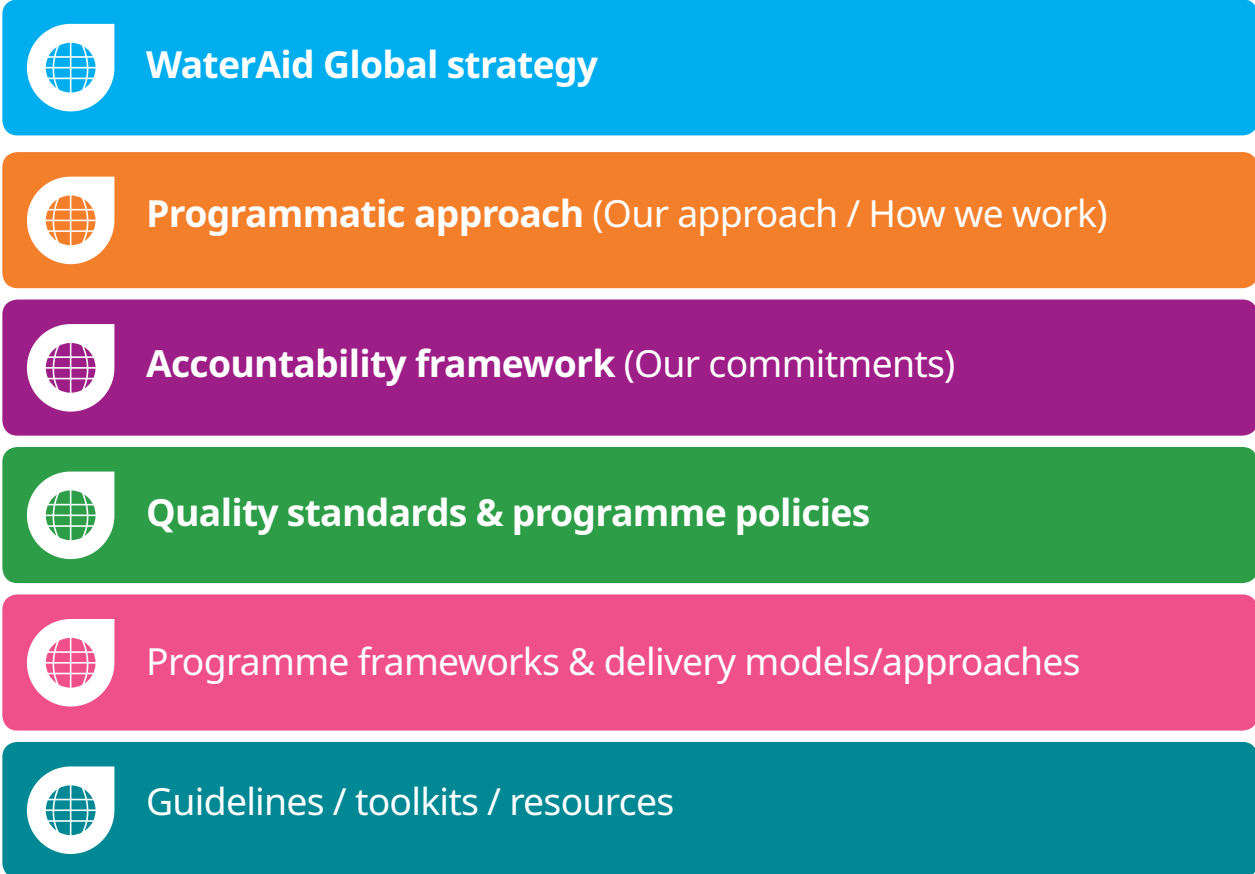 WaterAid Global strategy
Programmatic approach (Our approach / How we work)
Accountability framework (Our commitments)
Quality standards & programme policies
Programme frameworks & delivery models/approaches
Guidelines / toolkits / resources